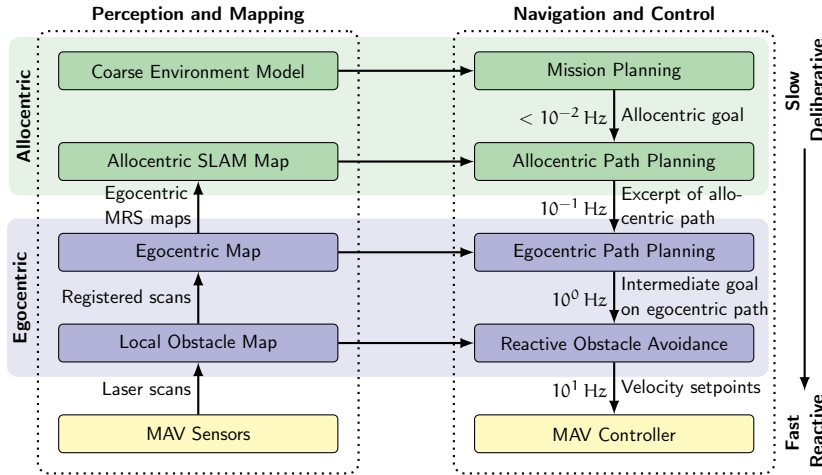 Perception and Mapping
Navigation and Control
Allocentric
Coarse Environment Model
Mission Planning
Slow
Deliberative
< 10⁻² Hz
Allocentric goal
Allocentric SLAM Map
Allocentric Path Planning
Egocentric
MRS maps
10⁻¹ Hz
Excerpt of allo-
centric path
Egocentric
Egocentric Map
Egocentric Path Planning
Registered scans
10⁰ Hz
Intermediate goal
on egocentric path
Local Obstacle Map
Reactive Obstacle Avoidance
Laser scans
10¹ Hz
Velocity setpoints
MAV Sensors
MAV Controller
Fast
Reactive